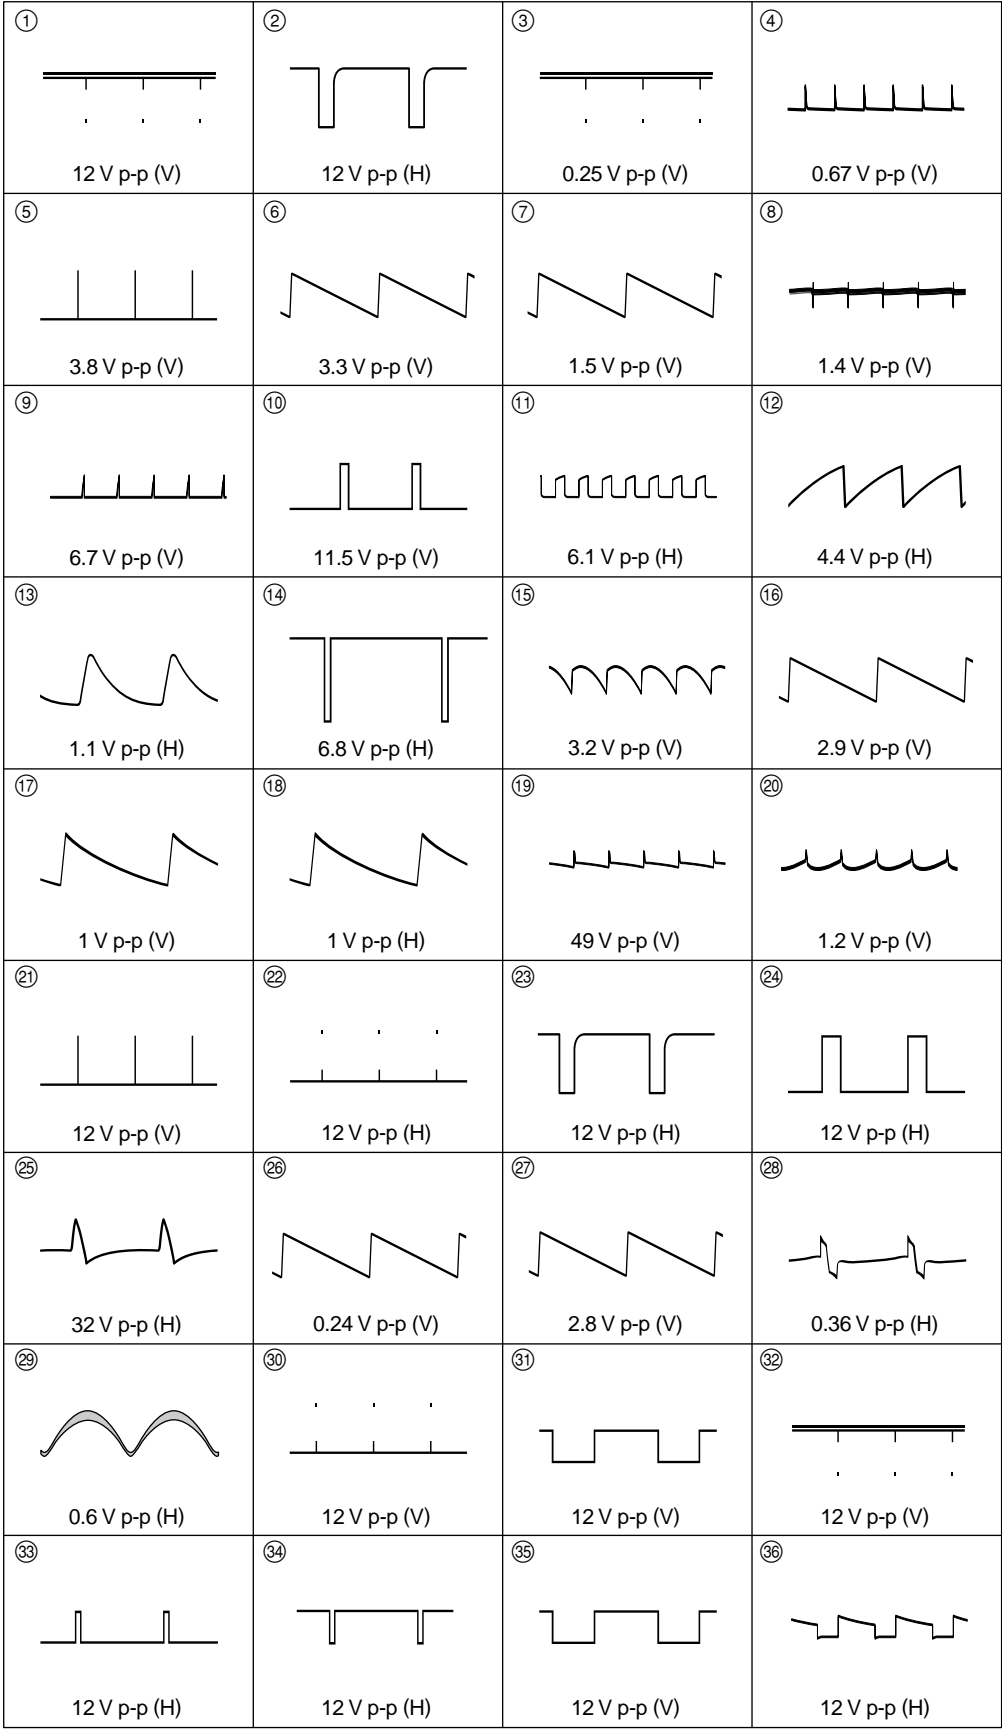 ① ② ③ ④
12 V p-p (V) 12 V p-p (H) 0.25 V p-p (V) 0.67 V p-p (V)
⑤ ⑥ ⑦ ⑧
3.8 V p-p (V) 3.3 V p-p (V) 1.5 V p-p (V) 1.4 V p-p (V)
⑨ ⑩ ⑪ ⑫
6.7 V p-p (V) 11.5 V p-p (V) 6.1 V p-p (H) 4.4 V p-p (H)
⑬ ⑭ ⑮ ⑯
1.1 V p-p (H) 6.8 V p-p (H) 3.2 V p-p (V) 2.9 V p-p (V)
⑰ ⑱ ⑲ ⑳
1 V p-p (V) 1 V p-p (H) 49 V p-p (V) 1.2 V p-p (V)
㉑ ㉒ ㉓ ㉔
12 V p-p (V) 12 V p-p (H) 12 V p-p (H) 12 V p-p (H)
㉕ ㉖ ㉗ ㉘
32 V p-p (H) 0.24 V p-p (V) 2.8 V p-p (V) 0.36 V p-p (H)
㉙ ㉚ ㉛ ㉜
0.6 V p-p (H) 12 V p-p (V) 12 V p-p (V) 12 V p-p (V)
㉝ ㉞ ㉟ ㊱
12 V p-p (H) 12 V p-p (H) 12 V p-p (V) 12 V p-p (H)